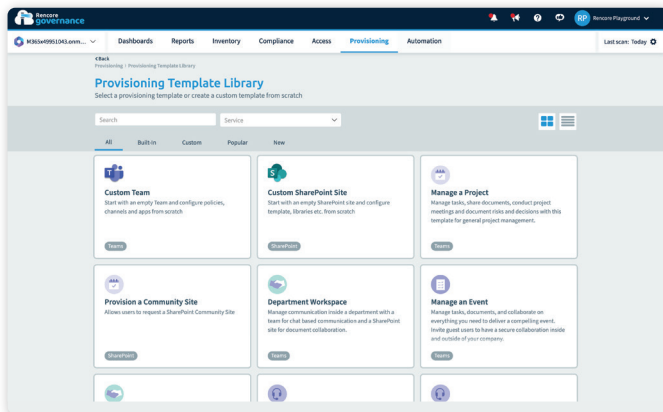 Rencore
governance
RP
Rencore Playground
M365x49951043.onm...
Dashboards
Reports
Inventory
Compliance
Access
Provisioning
Automation
Last scan: Today
<Back
Provisioning / Provisioning Template Library
Provisioning Template Library
Select a provisioning template or create a custom template from scratch
Search
Service
All
Built-in
Custom
Popular
New
Custom Team
Start with an empty Team and configure policies,
channels and apps from scratch
Teams
Custom SharePoint Site
Start with an empty SharePoint site and configure
template, libraries etc. from scratch
SharePoint
Manage a Project
Manage tasks, share documents, conduct project
meetings and document risks and decisions with this
template for general project management.
Teams
Provision a Community Site
Allows users to request a SharePoint Community Site
SharePoint
Department Workspace
Manage communication inside a department with a
team for chat based communication and a SharePoint
site for document collaboration.
Teams
Manage an Event
Manage tasks, documents, and collaborate on
everything you need to deliver a compelling event.
Invite guest users to have a secure collaboration inside
and outside of your company.
Teams